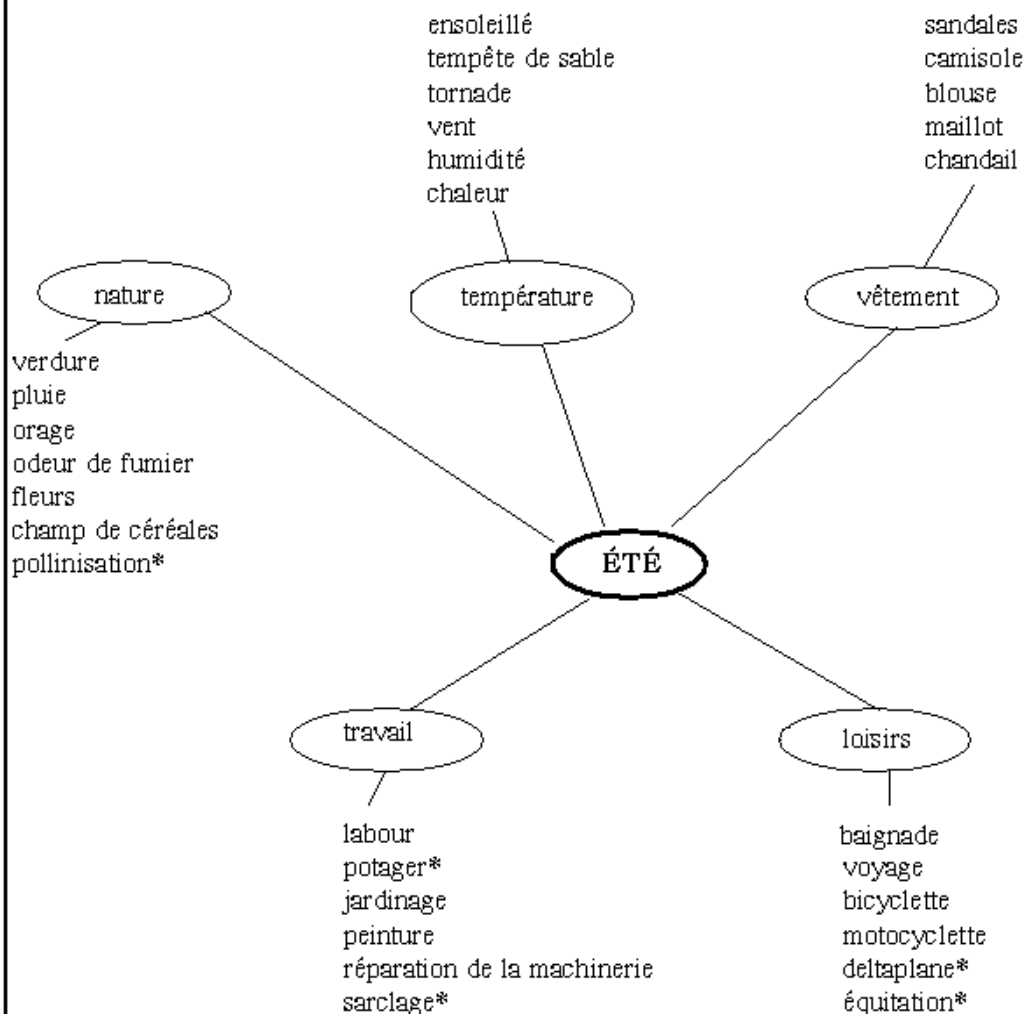 ensoleillé
tempête de sable
tornade
vent
humidité
chaleur
sandales
camisole
blouse
maillot
chandail
nature
température
vêtement
verdure
pluie
orage
odeur de fumier
fleurs
champ de céréales
pollinisation*
ÉTÉ
travail
loisirs
labour
potager*
jardinage
peinture
réparation de la machinerie
sarclage*
baignade
voyage
bicyclette
motocyclette
deltaplane*
équitation*